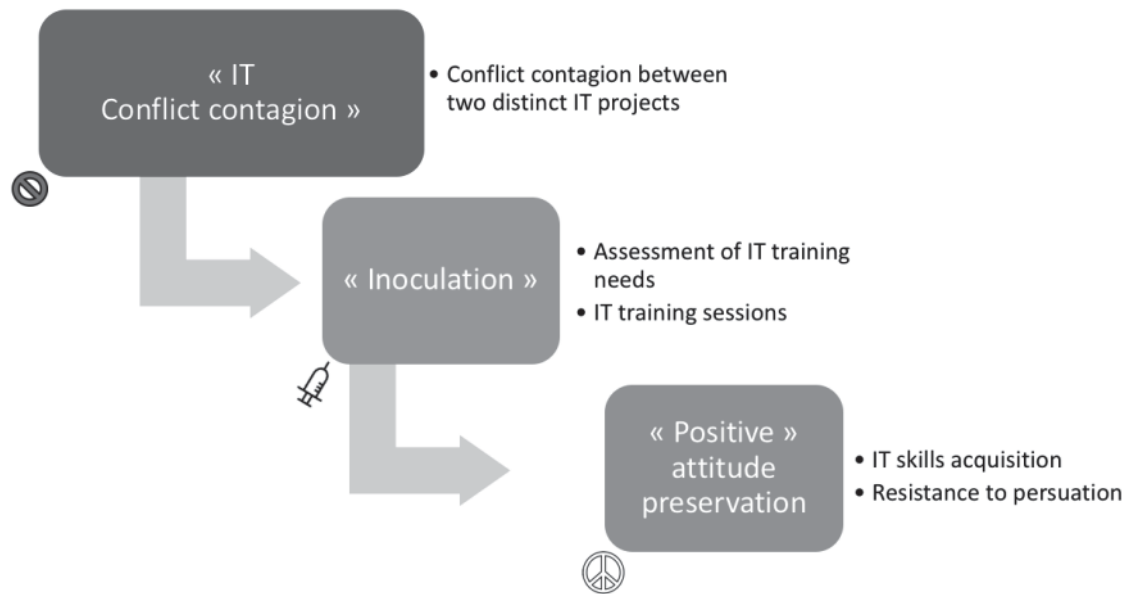 « IT
Conflict contagion »
• Conflict contagion between
two distinct IT projects
« Inoculation »
• Assessment of IT training
needs
• IT training sessions
« Positive »
attitude
preservation
• IT skills acquisition
• Resistance to persuation